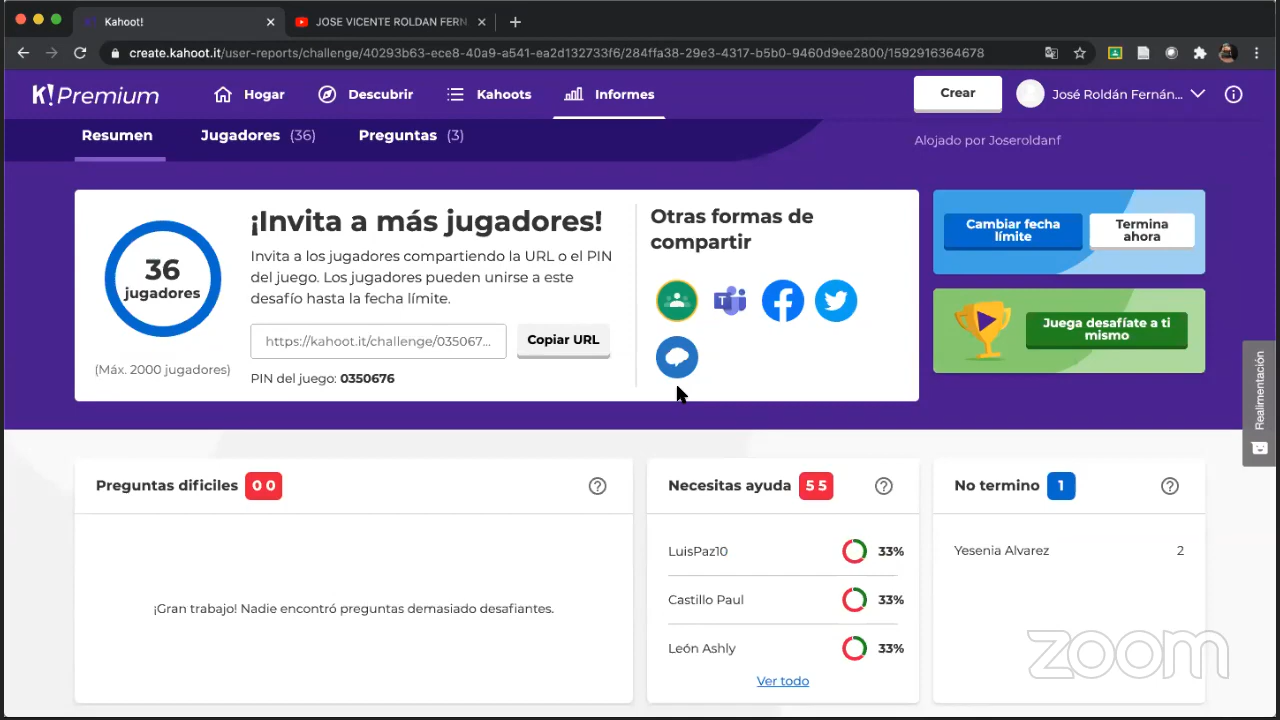 Kahoot!
JOSE VICENTE ROLDAN FERN
create.kahoot.it/user-reports/challenge/40293b63-ece8-40a9-a541-ea2d132733f6/284ffa38-29e3-4317-b5b0-9460d9ee2800/1592916364678
K! Premium
Hogar
Descubrir
Kahoots
Informes
Crear
José Roldán Fernán...
Resumen
Jugadores (36)
Preguntas (3)
Alojado por Joseroldanf
36
jugadores
(Máx. 2000 jugadores)
¡Invita a más jugadores!
Invita a los jugadores compartiendo la URL o el PIN
del juego. Los jugadores pueden unirse a este
desafío hasta la fecha límite.
https://kahoot.it/challenge/035067...
Copiar URL
PIN del juego: 0350676
Otras formas de
compartir
Cambiar fecha
límite
Termina
ahora
Juega desafíate a ti
mismo
Realimentación
Preguntas dificiles 0 0
¡Gran trabajo! Nadie encontró preguntas demasiado desafiantes.
Necesitas ayuda 5 5
LuisPaz10 33%
Castillo Paul 33%
León Ashly 33%
Ver todo
No termino 1
Yesenia Alvarez 2
zoom